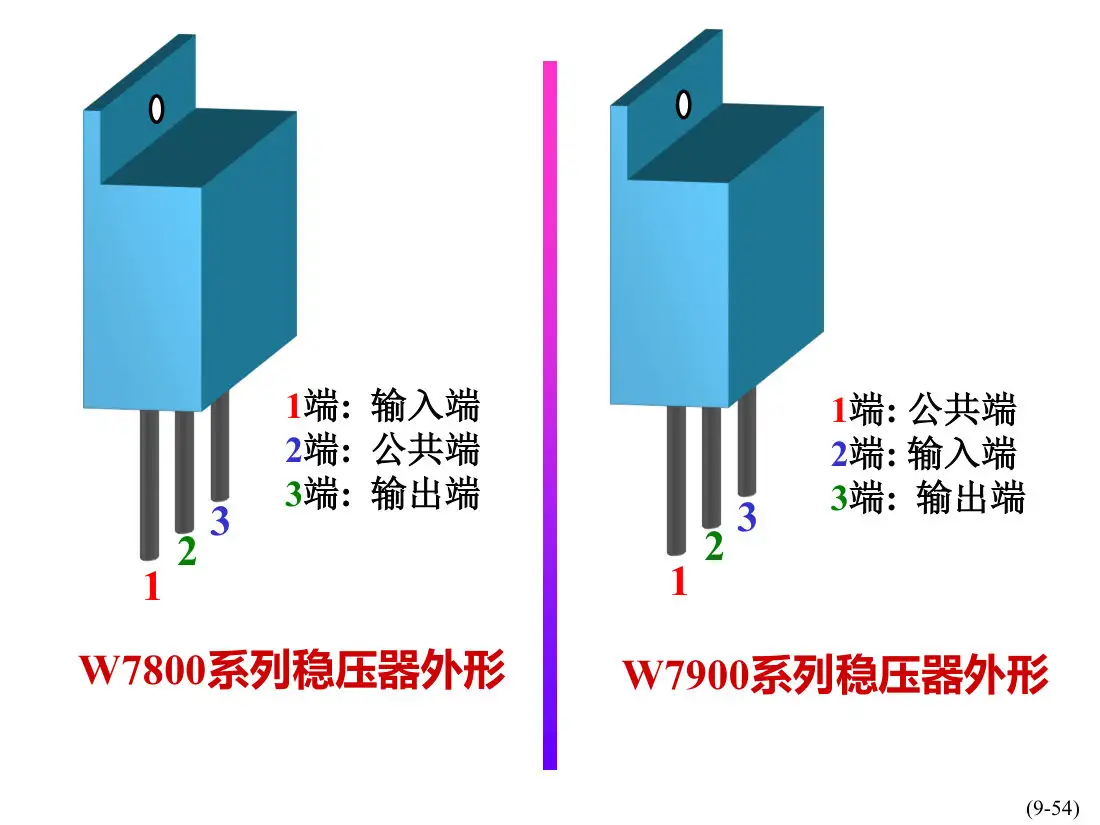 1端：输入端
2端：公共端
3端：输出端
3
2
1
W7800系列稳压器外形
1端：公共端
2端：输入端
3端：输出端
3
2
1
W7900系列稳压器外形
(9-54)